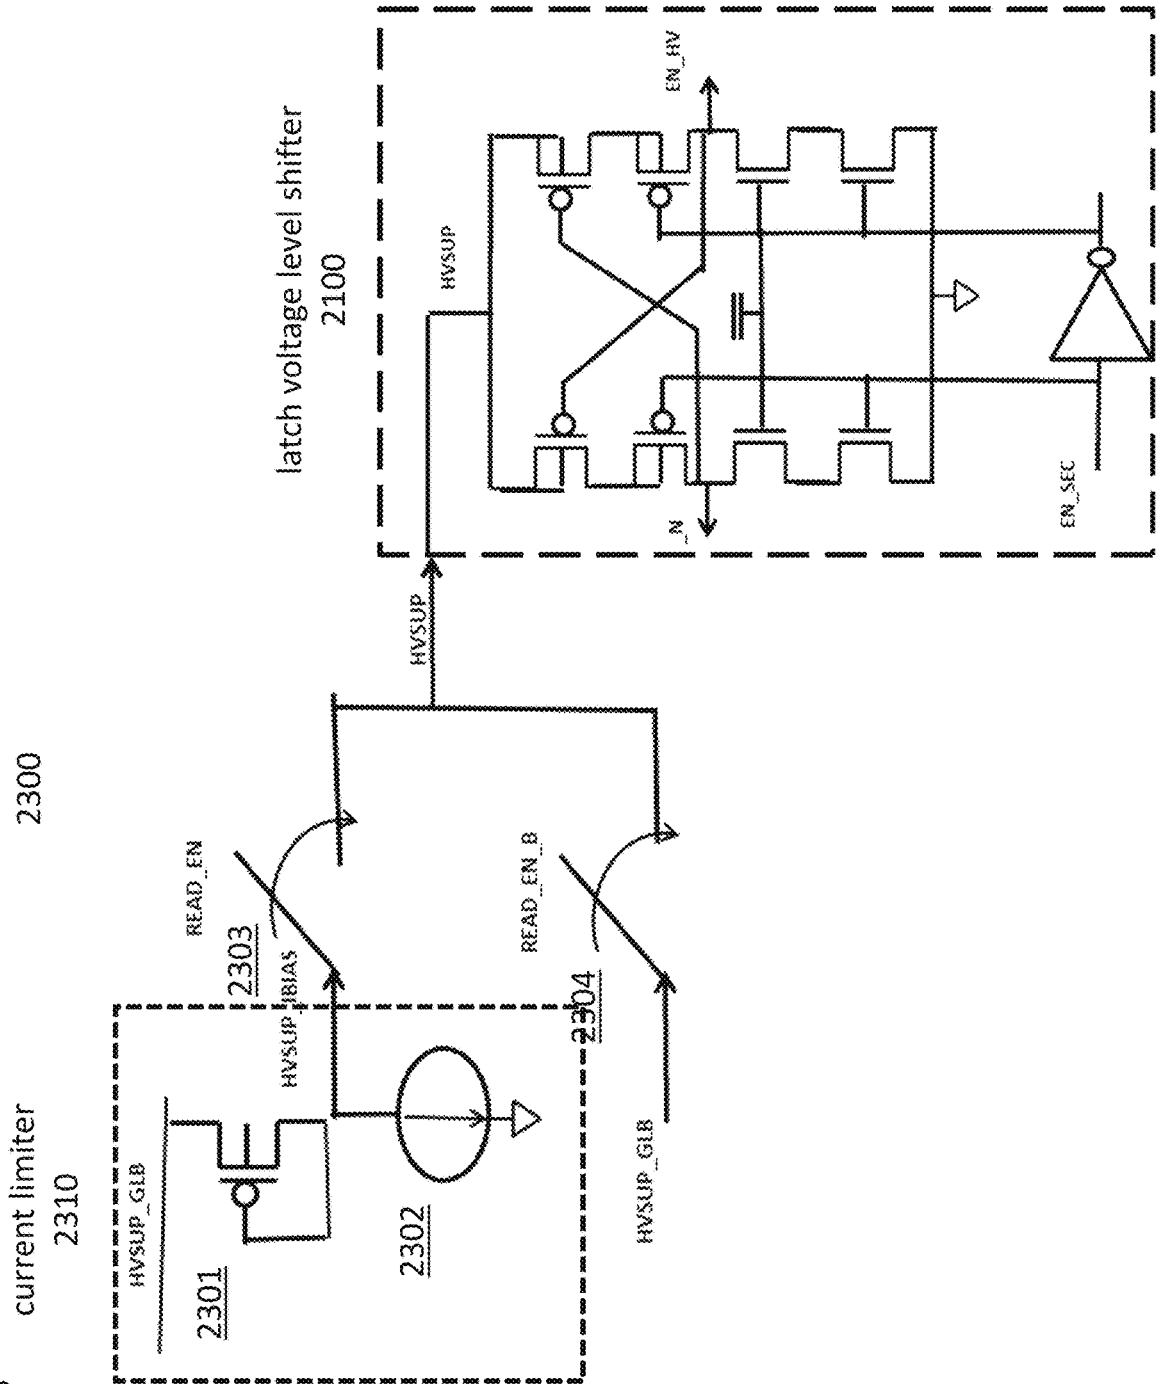 2300
current limiter
2310
HVSUP_GLB
2301
2302
HVSUP_IBIAS
2303
READ_EN
HVSUP_GLB
2304
READ_EN_B
HVSUP
latch voltage level shifter
2100
HVSUP
_N
EN_HV
EN_SEC